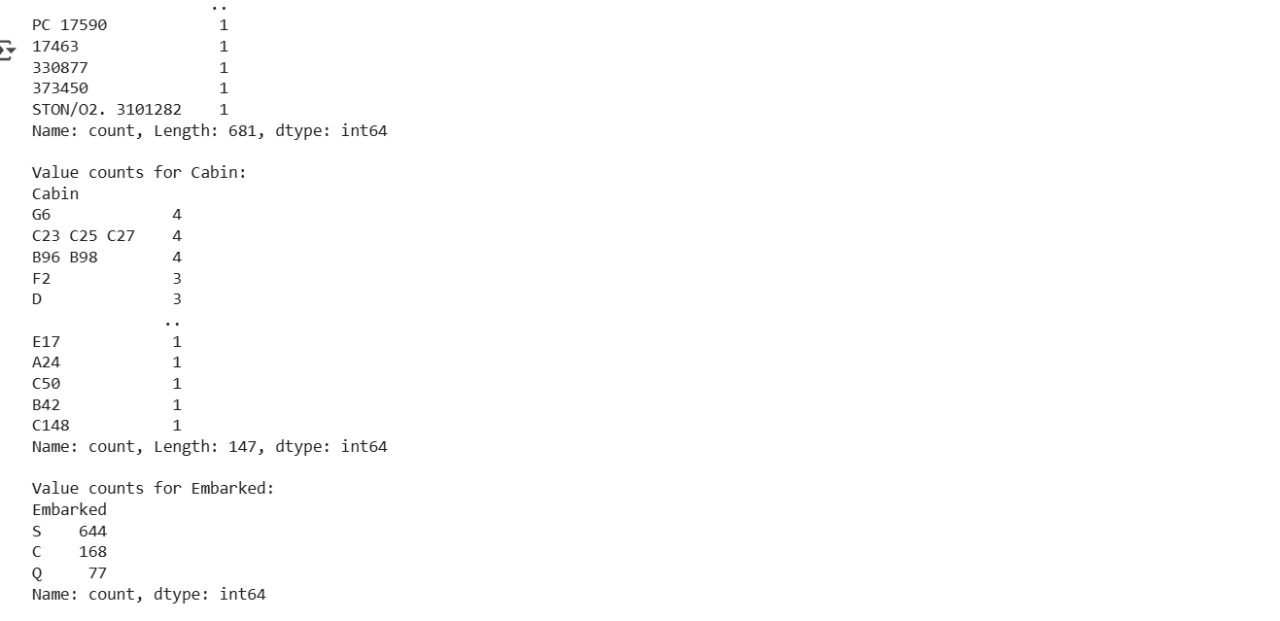 ..
PC 17590 1
17463 1
330877 1
373450 1
STON/O2. 3101282 1
Name: count, Length: 681, dtype: int64
Value counts for Cabin:
Cabin
G6 4
C23 C25 C27 4
B96 B98 4
F2 3
D 3
..
E17 1
A24 1
C50 1
B42 1
C148 1
Name: count, Length: 147, dtype: int64
Value counts for Embarked:
Embarked
S 644
C 168
Q 77
Name: count, dtype: int64